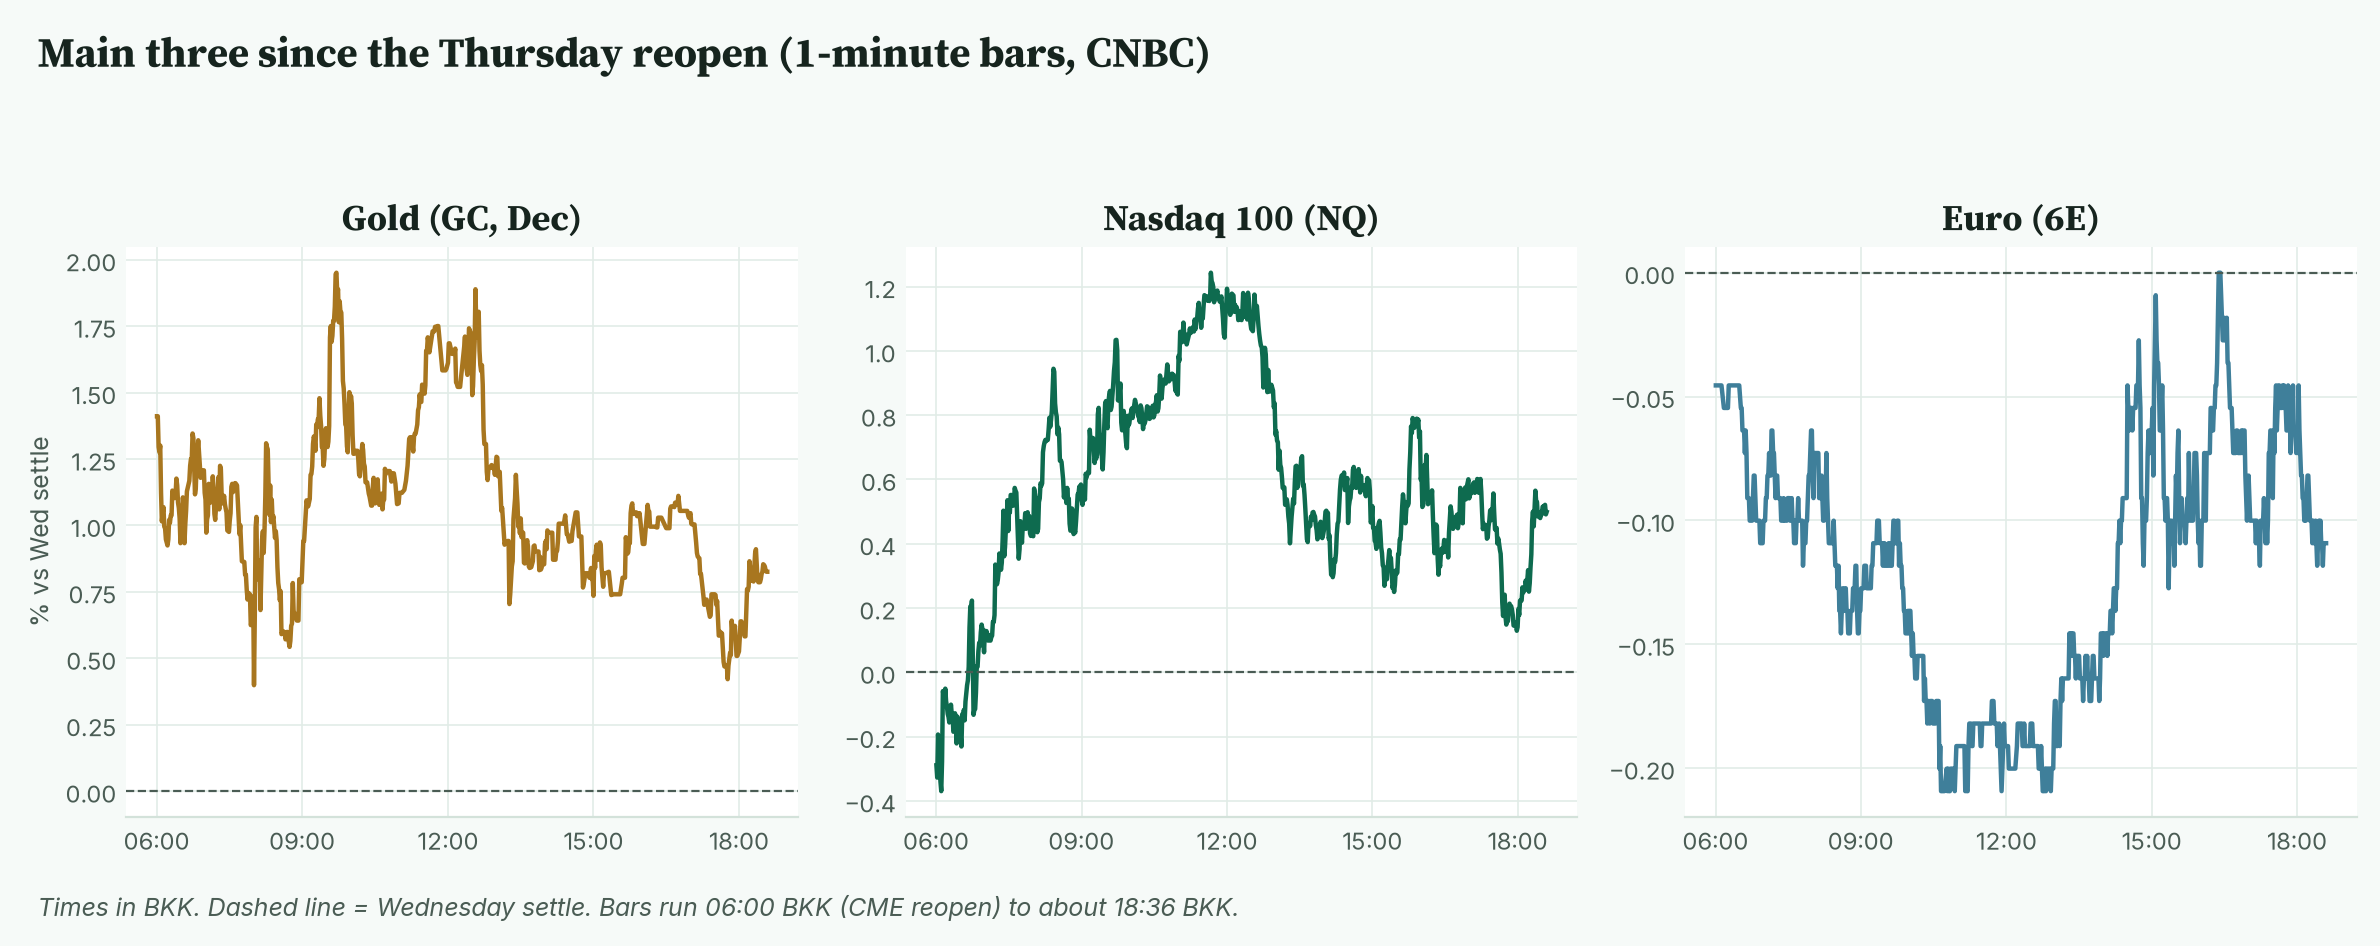 Main three since the Thursday reopen (1-minute bars, CNBC)
Gold (GC, Dec)
% vs Wed settle
2.00
1.75
1.50
1.25
1.00
0.75
0.50
0.25
0.00
06:00 09:00 12:00 15:00 18:00
Nasdaq 100 (NQ)
1.2
1.0
0.8
0.6
0.4
0.2
0.0
−0.2
−0.4
06:00 09:00 12:00 15:00 18:00
Euro (6E)
0.00
−0.05
−0.10
−0.15
−0.20
06:00 09:00 12:00 15:00 18:00
Times in BKK. Dashed line = Wednesday settle. Bars run 06:00 BKK (CME reopen) to about 18:36 BKK.